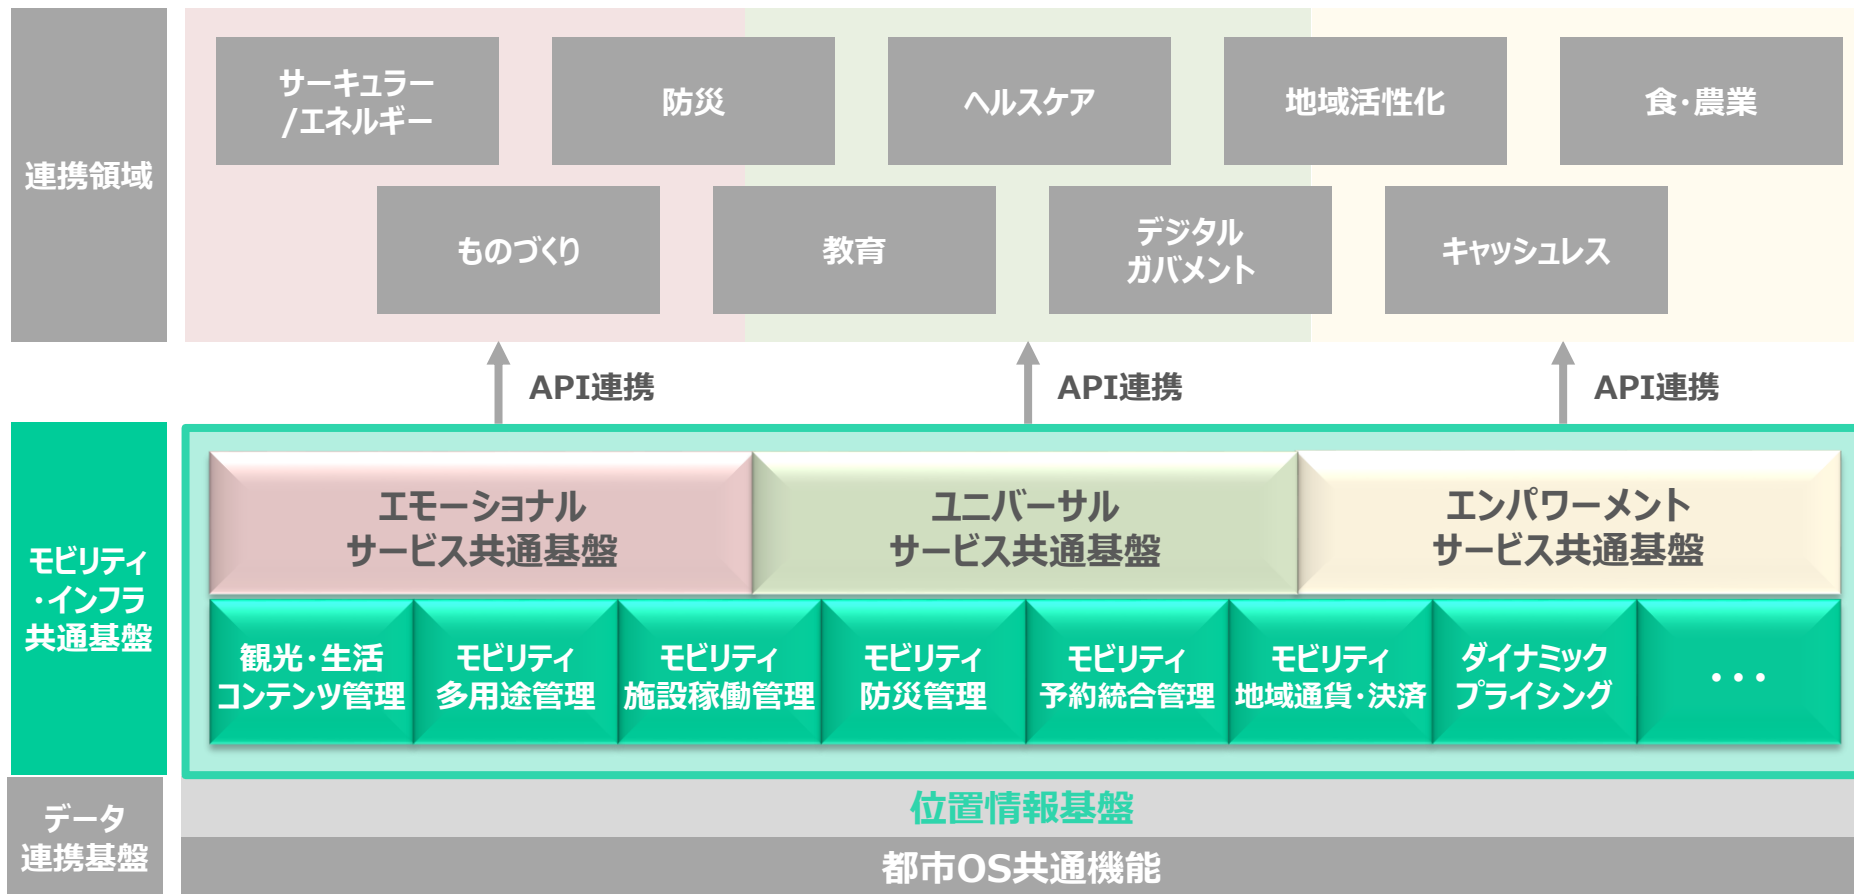 連携領域
サーキュラー
/エネルギー
防災
ヘルスケア
地域活性化
食・農業
ものづくり
教育
デジタル
ガバメント
キャッシュレス
API連携
API連携
API連携
モビリティ
・インフラ
共通基盤
エモーショナル
サービス共通基盤
ユニバーサル
サービス共通基盤
エンパワーメント
サービス共通基盤
観光・生活
コンテンツ管理
モビリティ
多用途管理
モビリティ
施設稼働管理
モビリティ
防災管理
モビリティ
予約統合管理
モビリティ
地域通貨・決済
ダイナミック
プライシング
・・・
データ
連携基盤
位置情報基盤
都市OS共通機能